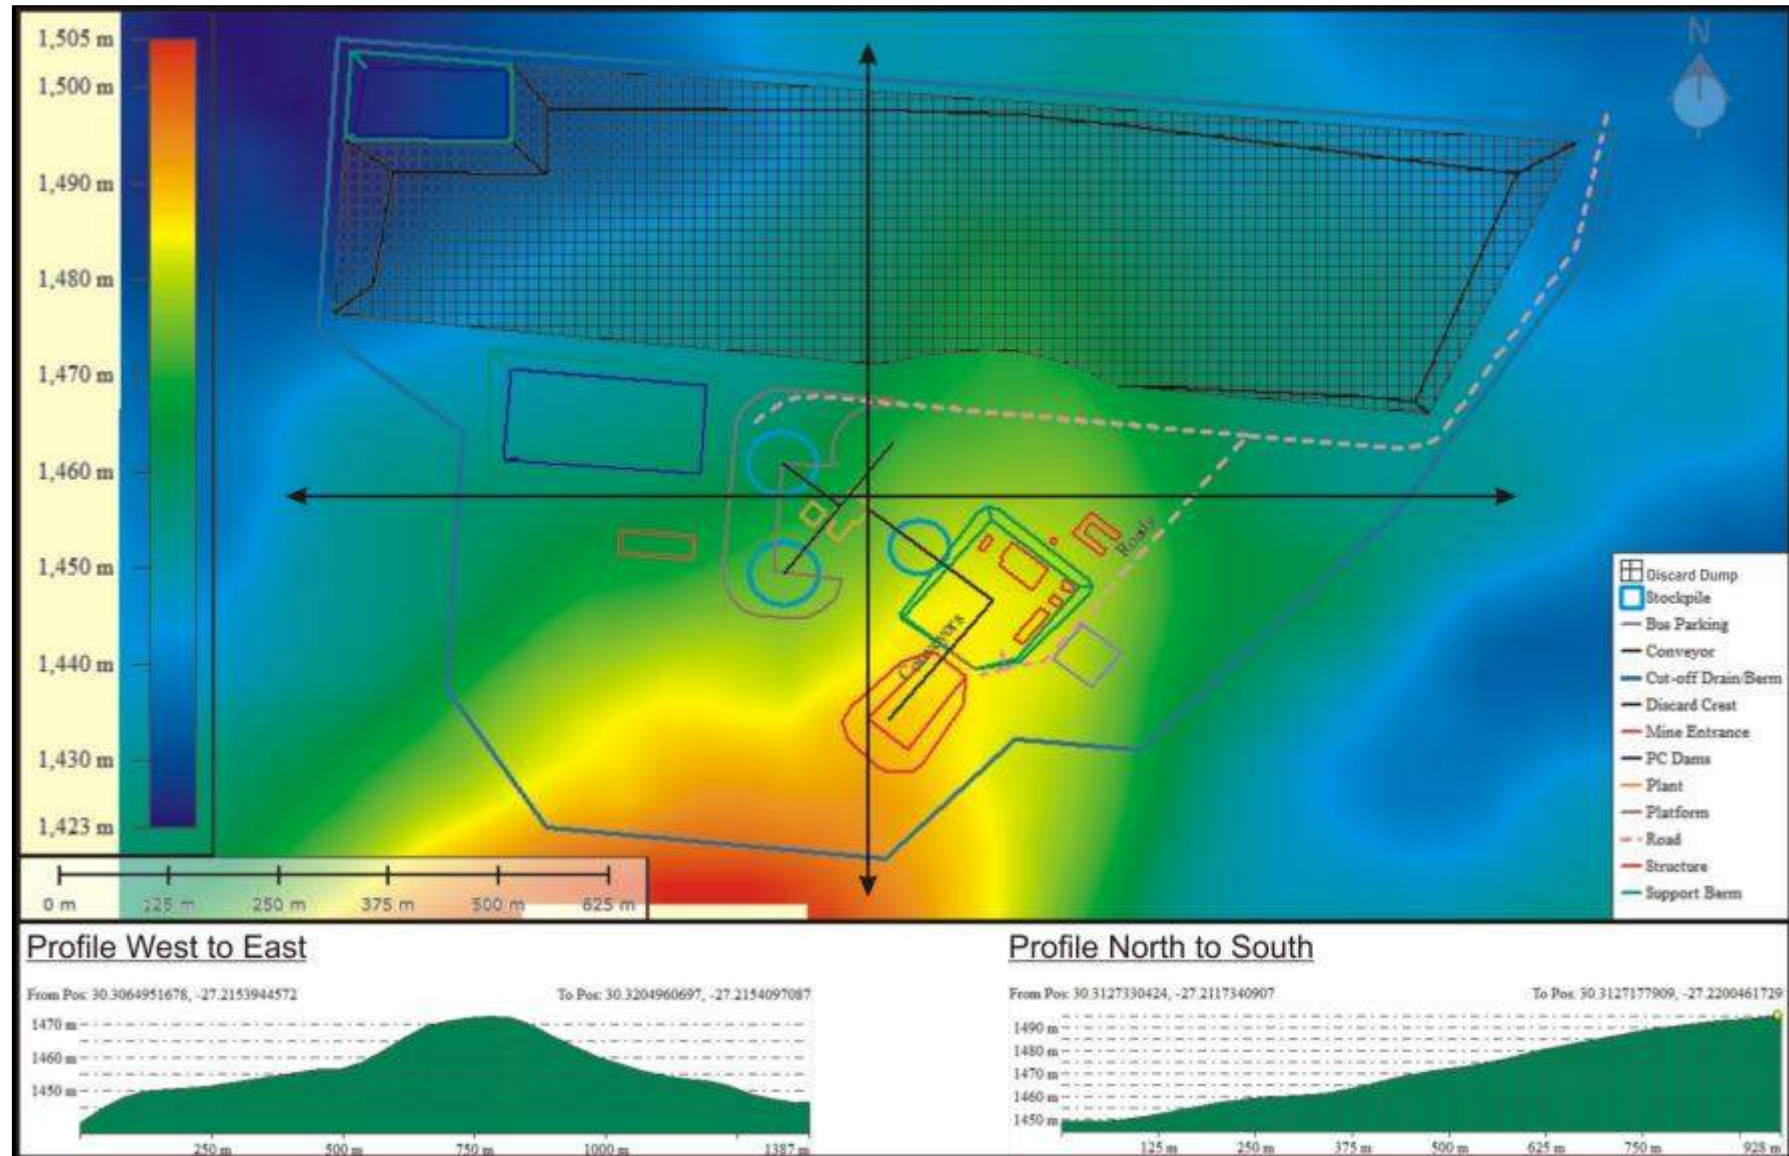 1,505 m
1,500 m
1,490 m
1,480 m
1,470 m
1,460 m
1,450 m
1,440 m
1,430 m
1,423 m
N
Roads
Conveyors
0 m 125 m 250 m 375 m 500 m 625 m
Discard Dump
Stockpile
Bus Parking
Conveyor
Cut-off Drain/Berm
Discard Crest
Mine Entrance
PC Dams
Plant
Platform
Road
Structure
Support Berm
Profile West to East
From Pos: 30.3064951678, -27.2153944572 To Pos: 30.3204960697, -27.2154097087
1470 m
1460 m
1450 m
250 m 500 m 750 m 1000 m 1387 m
Profile North to South
From Pos: 30.3127330424, -27.2117340907 To Pos: 30.3127177909, -27.2200461729
1490 m
1480 m
1470 m
1460 m
1450 m
125 m 250 m 375 m 500 m 625 m 750 m 928 m